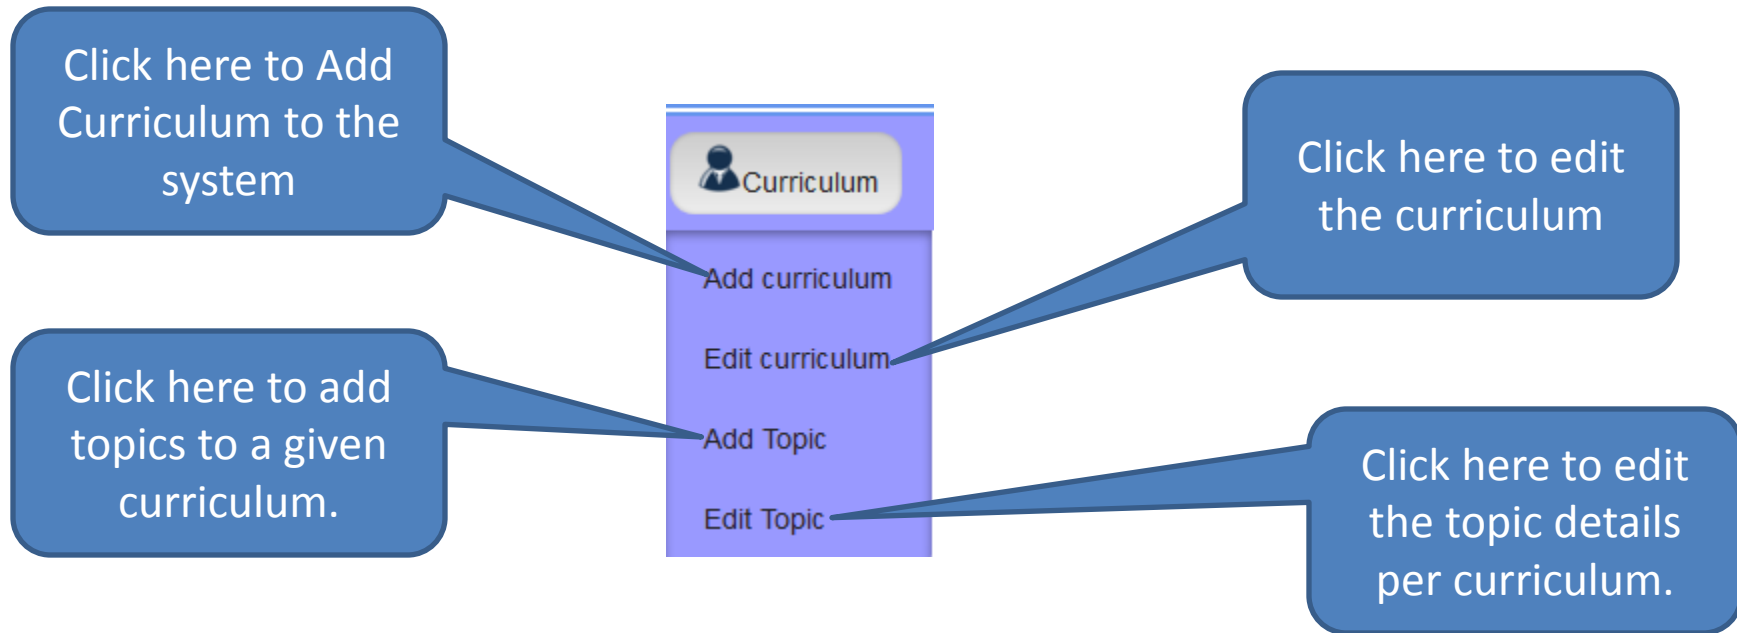 Click here to Add
Curriculum to the
system
Click here to add
topics to a given
curriculum.
Curriculum
Add curriculum
Edit curriculum
Add Topic
Edit Topic
Click here to edit
the curriculum
Click here to edit
the topic details
per curriculum.